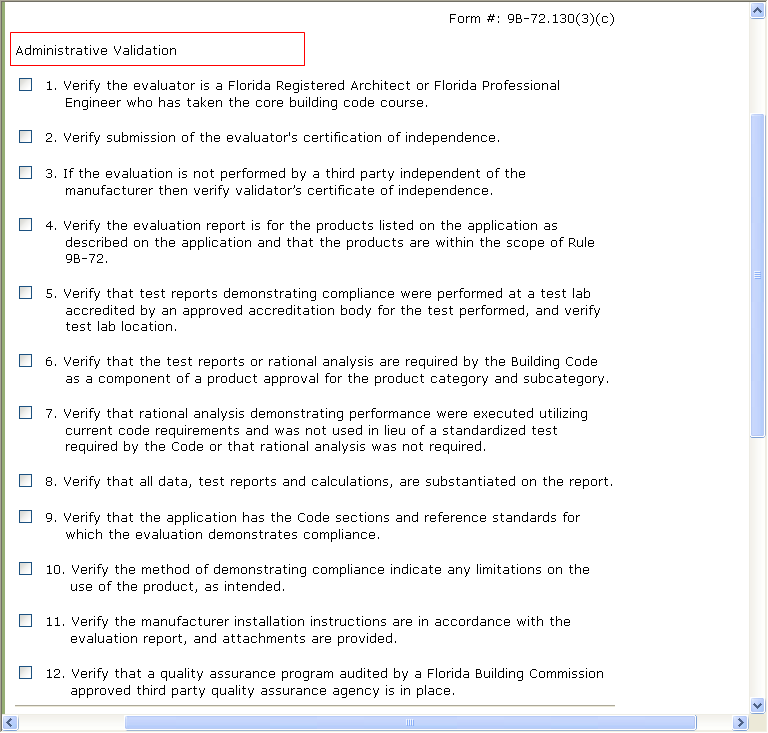 Form #: 9B-72.130(3)(c)
Administrative Validation
1. Verify the evaluator is a Florida Registered Architect or Florida Professional
Engineer who has taken the core building code course.
2. Verify submission of the evaluator's certification of independence.
3. If the evaluation is not performed by a third party independent of the
manufacturer then verify validator's certificate of independence.
4. Verify the evaluation report is for the products listed on the application as
described on the application and that the products are within the scope of Rule
9B-72.
5. Verify that test reports demonstrating compliance were performed at a test lab
accredited by an approved accreditation body for the test performed, and verify
test lab location.
6. Verify that the test reports or rational analysis are required by the Building Code
as a component of a product approval for the product category and subcategory.
7. Verify that rational analysis demonstrating performance were executed utilizing
current code requirements and was not used in lieu of a standardized test
required by the Code or that rational analysis was not required.
8. Verify that all data, test reports and calculations, are substantiated on the report.
9. Verify that the application has the Code sections and reference standards for
which the evaluation demonstrates compliance.
10. Verify the method of demonstrating compliance indicate any limitations on the
use of the product, as intended.
11. Verify the manufacturer installation instructions are in accordance with the
evaluation report, and attachments are provided.
12. Verify that a quality assurance program audited by a Florida Building Commission
approved third party quality assurance agency is in place.